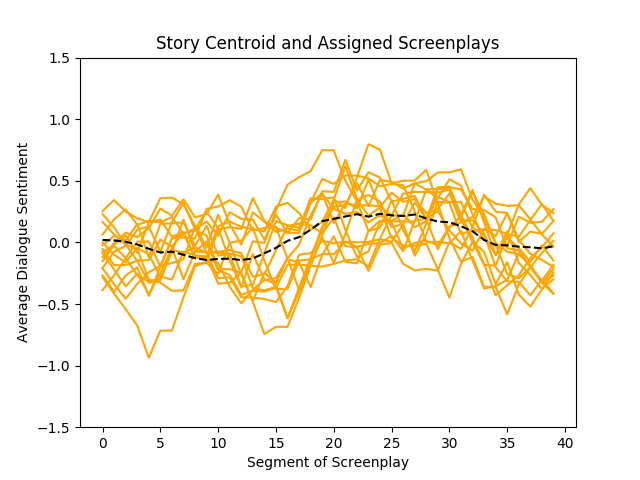 Story Centroid and Assigned Screenplays
1.5
1.0
0.5
0.0
−0.5
−1.0
−1.5
Average Dialogue Sentiment
0 5 10 15 20 25 30 35 40
Segment of Screenplay